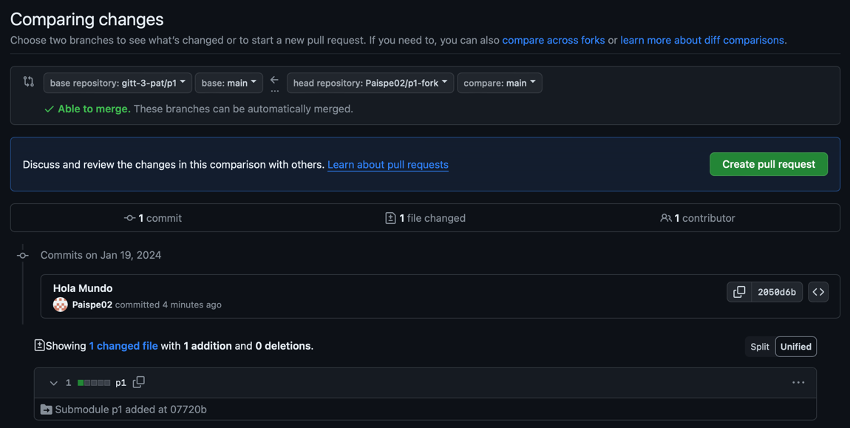 Comparing changes
Choose two branches to see what's changed or to start a new pull request. If you need to, you can also compare across forks or learn more about diff comparisons.
base repository: gitt-3-pat/p1 base: main ← ... head repository: Paispe02/p1-fork compare: main
✓ Able to merge. These branches can be automatically merged.
Discuss and review the changes in this comparison with others. Learn about pull requests Create pull request
1 commit 1 file changed 1 contributor
Commits on Jan 19, 2024
Hola Mundo
Paispe02 committed 4 minutes ago 2050d6b <>
Showing 1 changed file with 1 addition and 0 deletions. Split Unified
1 p1 ...
Submodule p1 added at 07720b